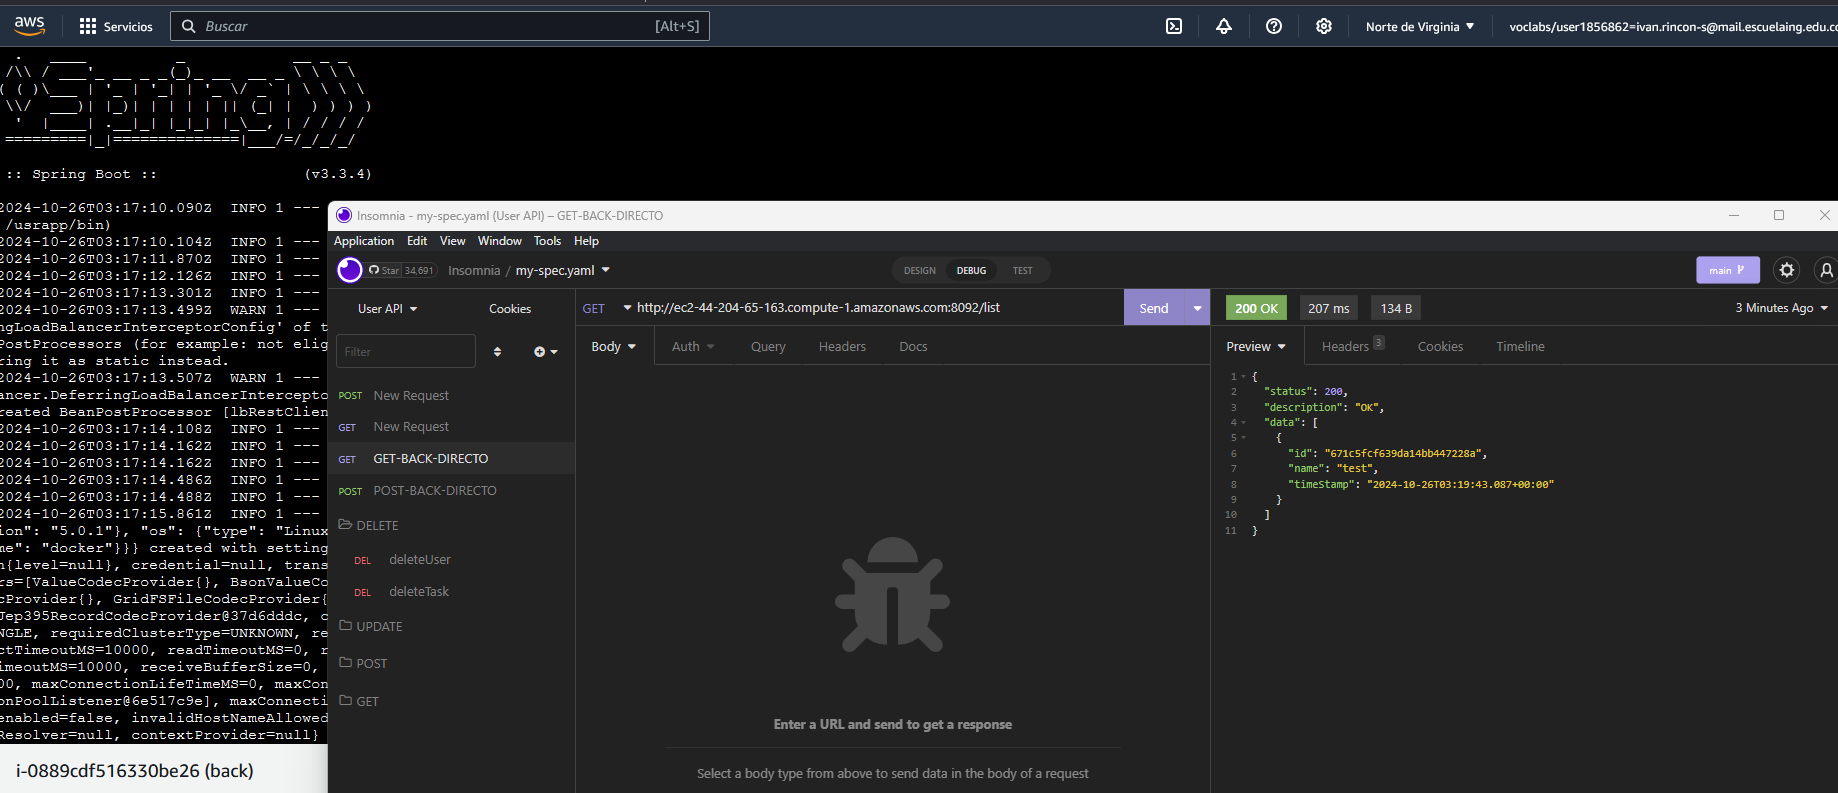 aws
Servicios
Buscar
[Alt+S]
Norte de Virginia
voclabs/user1856862=ivan.rincon-s@mail.escuelaing.edu.co
:: Spring Boot ::                (v3.3.4)
2024-10-26T03:17:10.090Z  INFO 1 ---
/usrapp/bin)
2024-10-26T03:17:10.104Z  INFO 1 ---
2024-10-26T03:17:11.870Z  INFO 1 ---
2024-10-26T03:17:12.126Z  INFO 1 ---
2024-10-26T03:17:13.301Z  INFO 1 ---
2024-10-26T03:17:13.499Z  WARN 1 ---
ngLoadBalancerInterceptorConfig' of t
PostProcessors (for example: not elig
ring it as static instead.
2024-10-26T03:17:13.507Z  WARN 1 ---
ancer.DeferringLoadBalancerIntercepto
created BeanPostProcessor [lbRestClien
2024-10-26T03:17:14.108Z  INFO 1 ---
2024-10-26T03:17:14.162Z  INFO 1 ---
2024-10-26T03:17:14.162Z  INFO 1 ---
2024-10-26T03:17:14.486Z  INFO 1 ---
2024-10-26T03:17:14.488Z  INFO 1 ---
2024-10-26T03:17:15.861Z  INFO 1 ---
ion": "5.0.1"}, "os": {"type": "Linux
me": "docker"}}} created with setting
n{level=null}, credential=null, trans
rs=[ValueCodecProvider{}, BsonValueCo
cProvider{}, GridFSFileCodecProvider{
Jep395RecordCodecProvider@37d6dddc, c
NGLE, requiredClusterType=UNKNOWN, re
ctTimeoutMS=10000, readTimeoutMS=0, r
imeoutMS=10000, receiveBufferSize=0,
00, maxConnectionLifeTimeMS=0, maxCon
onPoolListener@6e517c9e], maxConnecti
enabled=false, invalidHostNameAllowed
Resolver=null, contextProvider=null}
i-0889cdf516330be26 (back)
Insomnia - my-spec.yaml (User API) – GET-BACK-DIRECTO
Application Edit View Window Tools Help
Star 34,691
Insomnia / my-spec.yaml
DESIGN DEBUG TEST
main
User API
Cookies
Filter
POST New Request
GET New Request
GET GET-BACK-DIRECTO
POST POST-BACK-DIRECTO
DELETE
DEL deleteUser
DEL deleteTask
UPDATE
POST
GET
GET http://ec2-44-204-65-163.compute-1.amazonaws.com:8092/list
Send
Body Auth Query Headers Docs
Enter a URL and send to get a response
Select a body type from above to send data in the body of a request
200 OK 207 ms 134 B
3 Minutes Ago
Preview Headers 3 Cookies Timeline
1 {
2 "status": 200,
3 "description": "OK",
4 "data": [
5 {
6 "id": "671c5fcf639da14bb447228a",
7 "name": "test",
8 "timeStamp": "2024-10-26T03:19:43.087+00:00"
9 }
10 ]
11 }